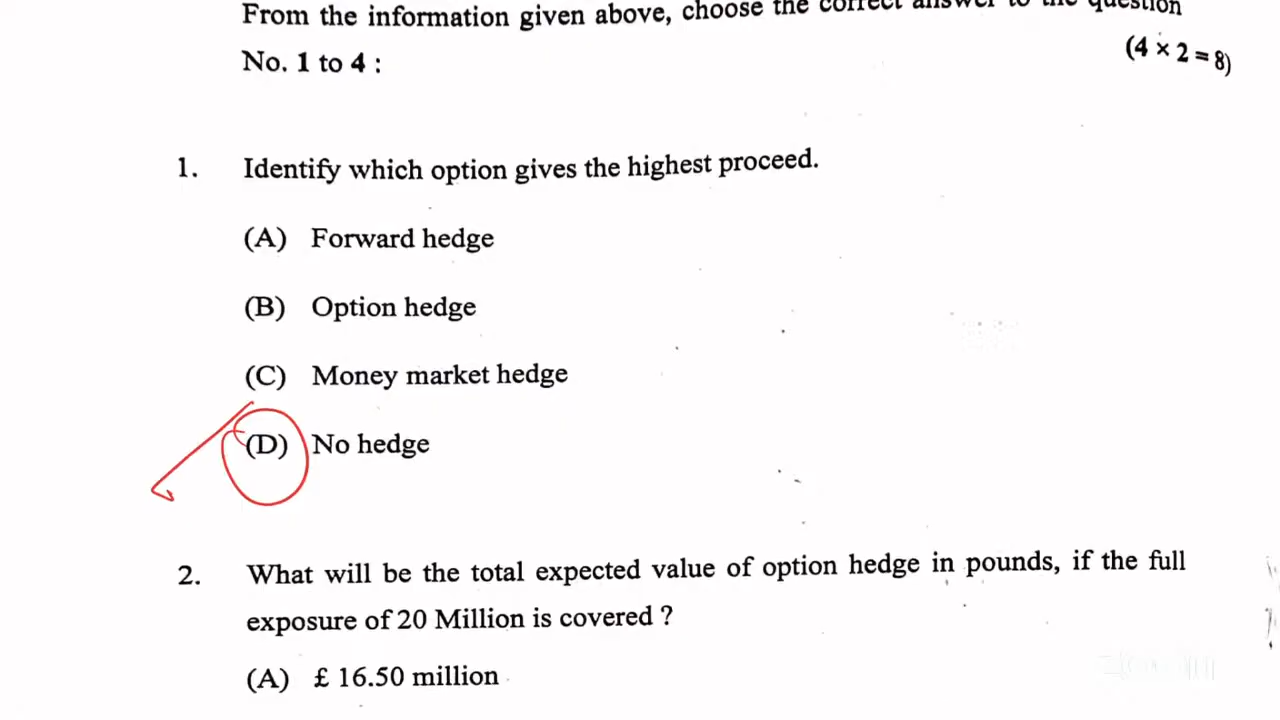 From the information given above, choose the correct answer to the question
No. 1 to 4 :
(4 × 2 = 8)
1. Identify which option gives the highest proceed.
(A) Forward hedge
(B) Option hedge
(C) Money market hedge
(D) No hedge
2. What will be the total expected value of option hedge in pounds, if the full
exposure of 20 Million is covered ?
(A) £ 16.50 million